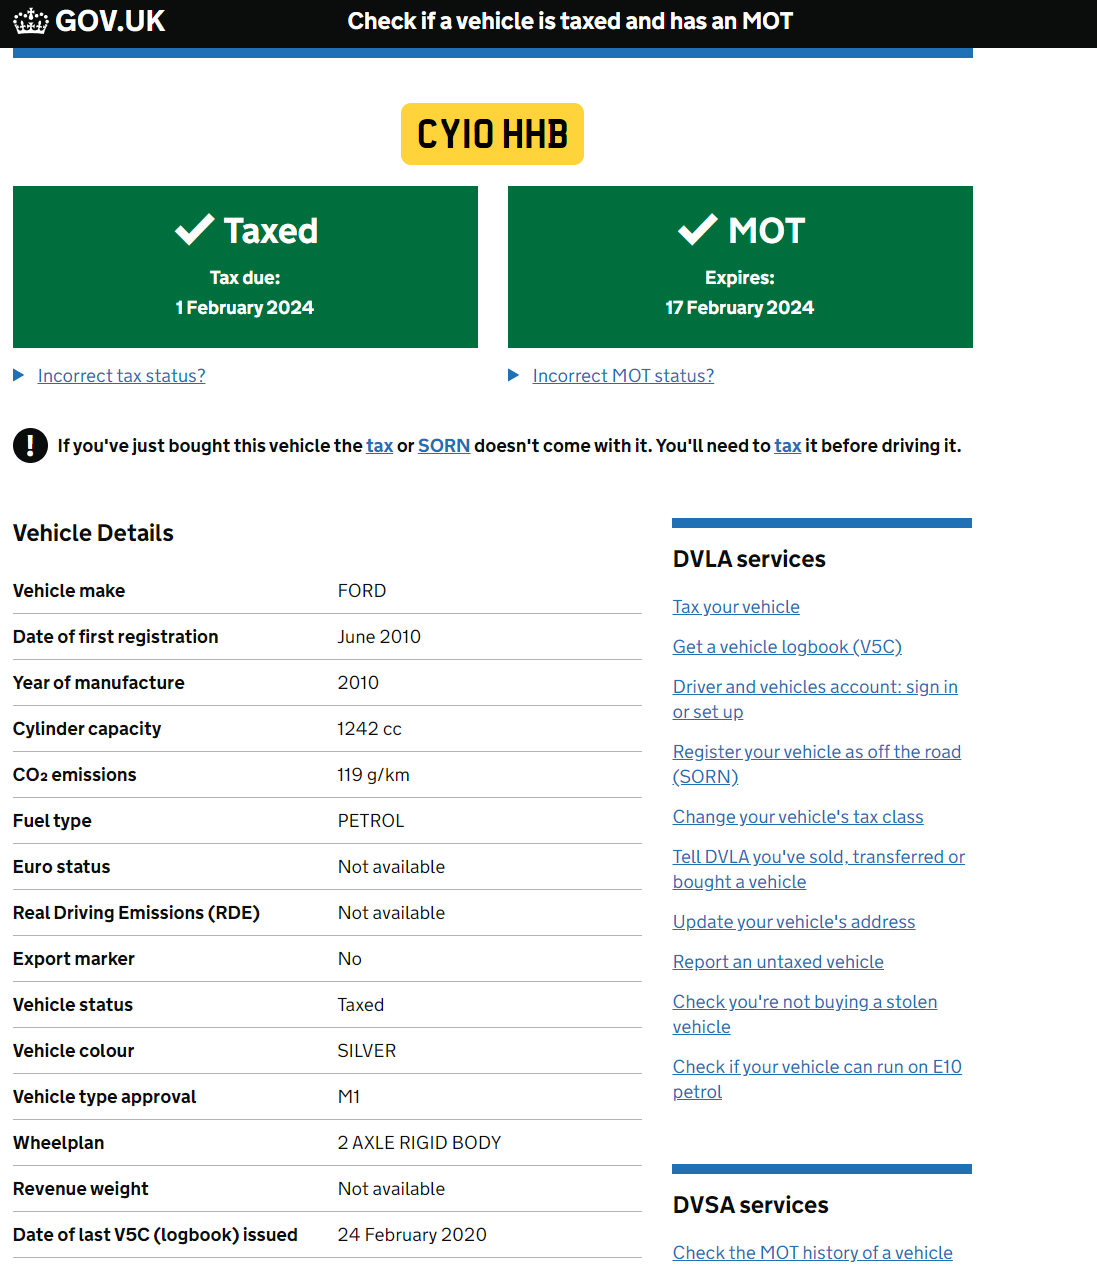 GOV.UK
Check if a vehicle is taxed and has an MOT
CY10 HHB
Taxed
Tax due:
1 February 2024
MOT
Expires:
17 February 2024
Incorrect tax status?
Incorrect MOT status?
! If you've just bought this vehicle the tax or SORN doesn't come with it. You'll need to tax it before driving it.
Vehicle Details
Vehicle make FORD
Date of first registration June 2010
Year of manufacture 2010
Cylinder capacity 1242 cc
CO₂ emissions 119 g/km
Fuel type PETROL
Euro status Not available
Real Driving Emissions (RDE) Not available
Export marker No
Vehicle status Taxed
Vehicle colour SILVER
Vehicle type approval M1
Wheelplan 2 AXLE RIGID BODY
Revenue weight Not available
Date of last V5C (logbook) issued 24 February 2020
DVLA services
Tax your vehicle
Get a vehicle logbook (V5C)
Driver and vehicles account: sign in
or set up
Register your vehicle as off the road
(SORN)
Change your vehicle's tax class
Tell DVLA you've sold, transferred or
bought a vehicle
Update your vehicle's address
Report an untaxed vehicle
Check you're not buying a stolen
vehicle
Check if your vehicle can run on E10
petrol
DVSA services
Check the MOT history of a vehicle